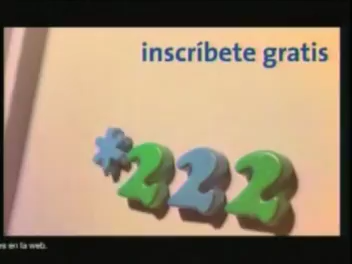 inscríbete gratis
*222
es en la web.